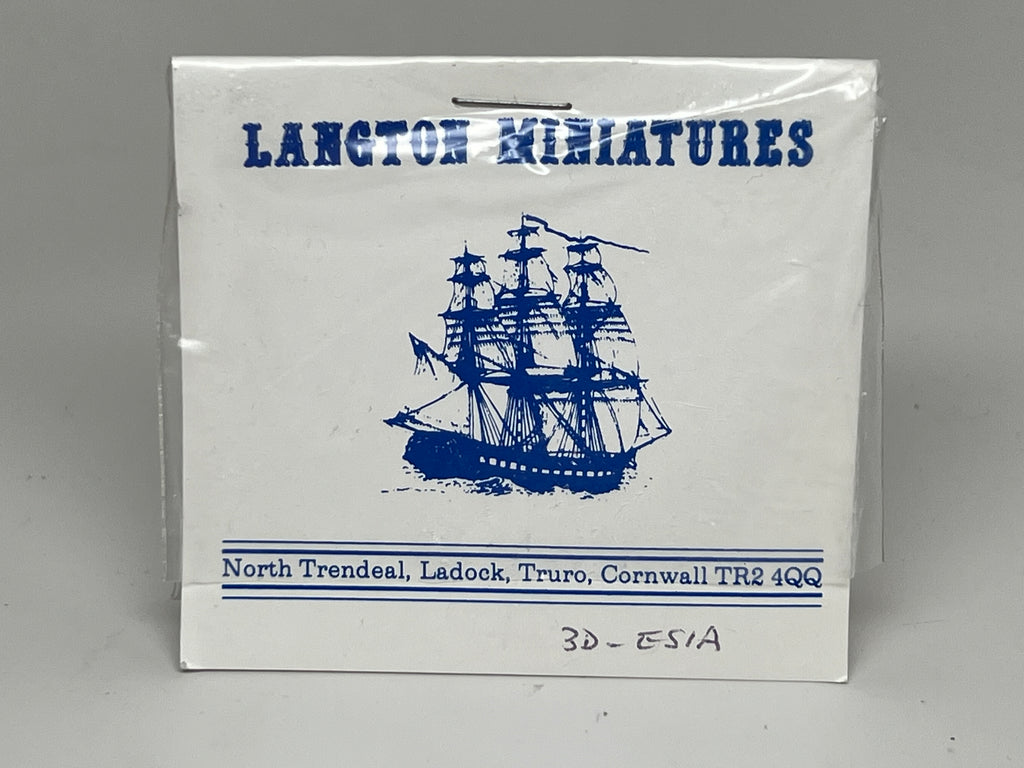 LANGTON MINIATURES
North Trendeal, Ladock, Truro, Cornwall TR2 4QQ
3D-ES1A